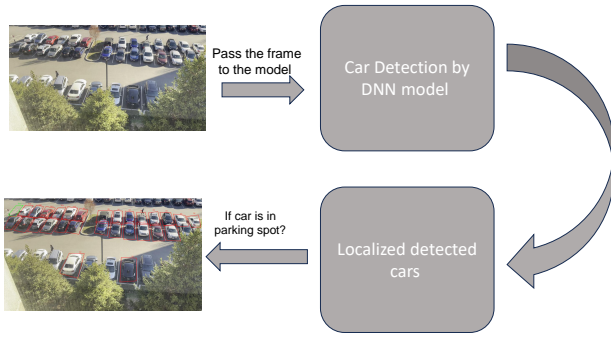 Pass the frame
to the model
Car Detection by
DNN model
If car is in
parking spot?
Localized detected
cars